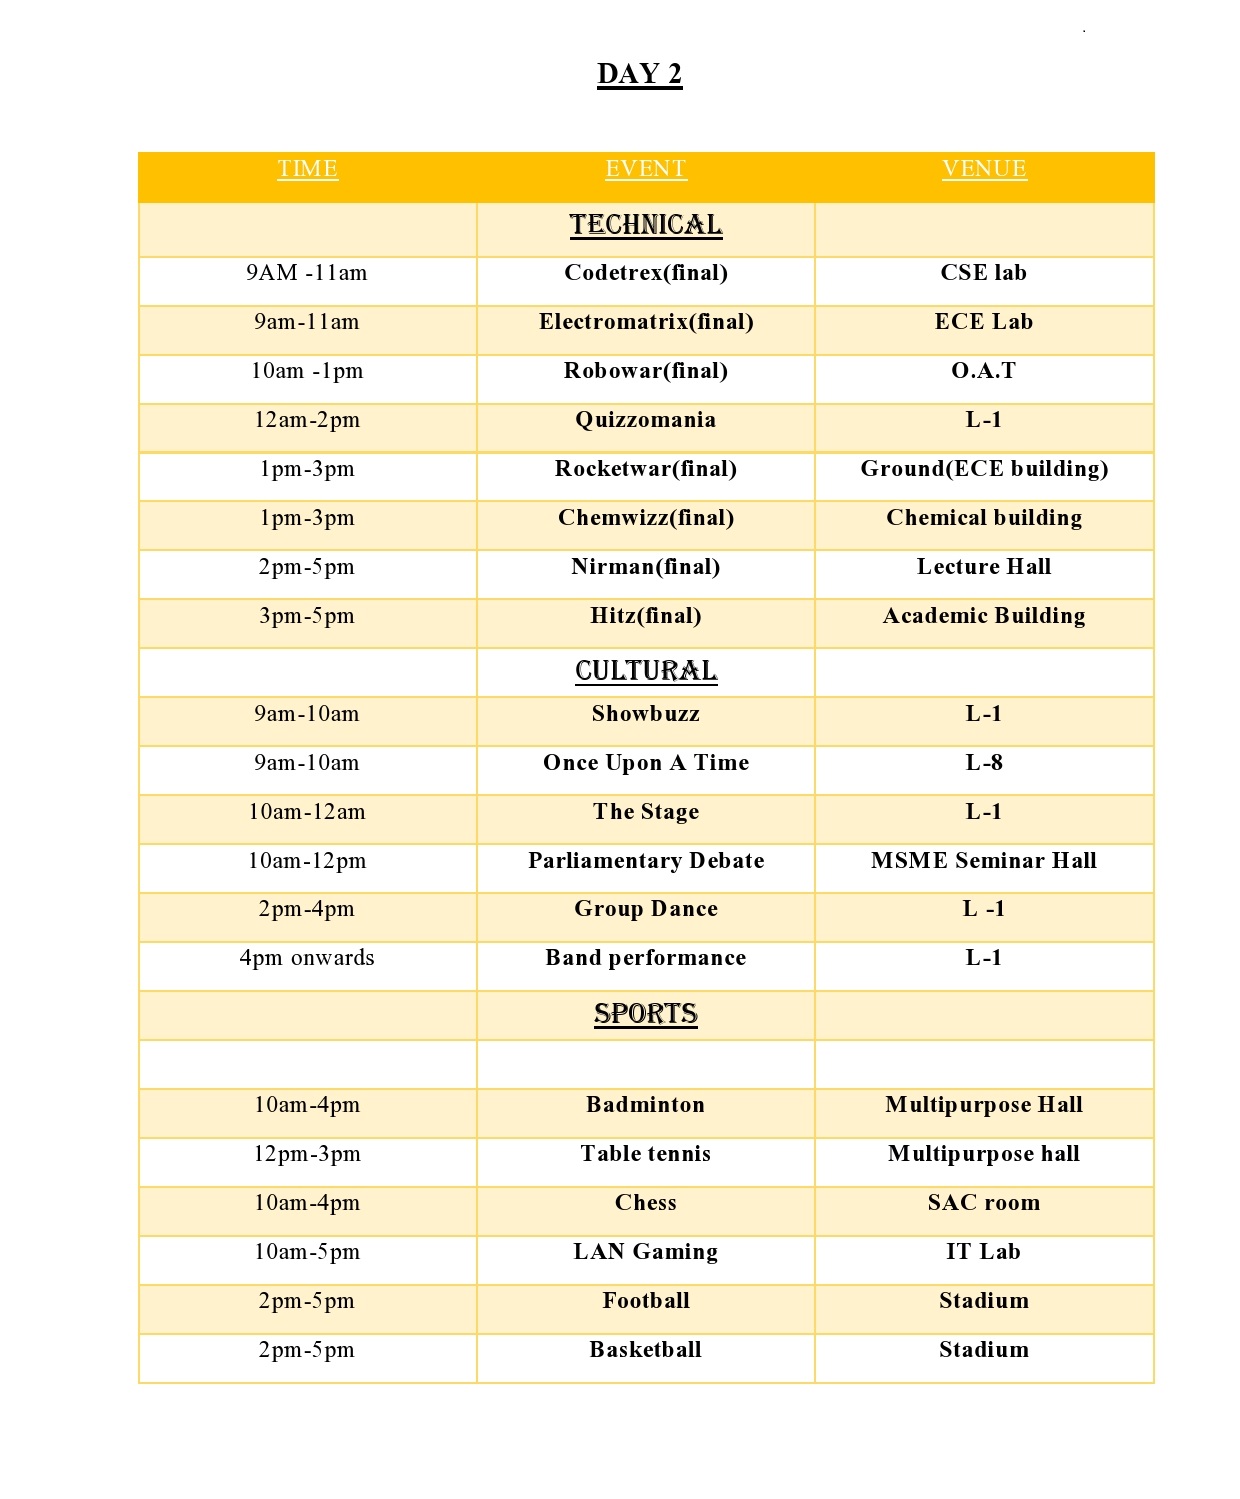 DAY 2
TIME EVENT VENUE
TECHNICAL
9AM -11am Codetrex(final) CSE lab
9am-11am Electromatrix(final) ECE Lab
10am -1pm Robowar(final) O.A.T
12am-2pm Quizzomania L-1
1pm-3pm Rocketwar(final) Ground(ECE building)
1pm-3pm Chemwizz(final) Chemical building
2pm-5pm Nirman(final) Lecture Hall
3pm-5pm Hitz(final) Academic Building
CULTURAL
9am-10am Showbuzz L-1
9am-10am Once Upon A Time L-8
10am-12am The Stage L-1
10am-12pm Parliamentary Debate MSME Seminar Hall
2pm-4pm Group Dance L -1
4pm onwards Band performance L-1
SPORTS
10am-4pm Badminton Multipurpose Hall
12pm-3pm Table tennis Multipurpose hall
10am-4pm Chess SAC room
10am-5pm LAN Gaming IT Lab
2pm-5pm Football Stadium
2pm-5pm Basketball Stadium